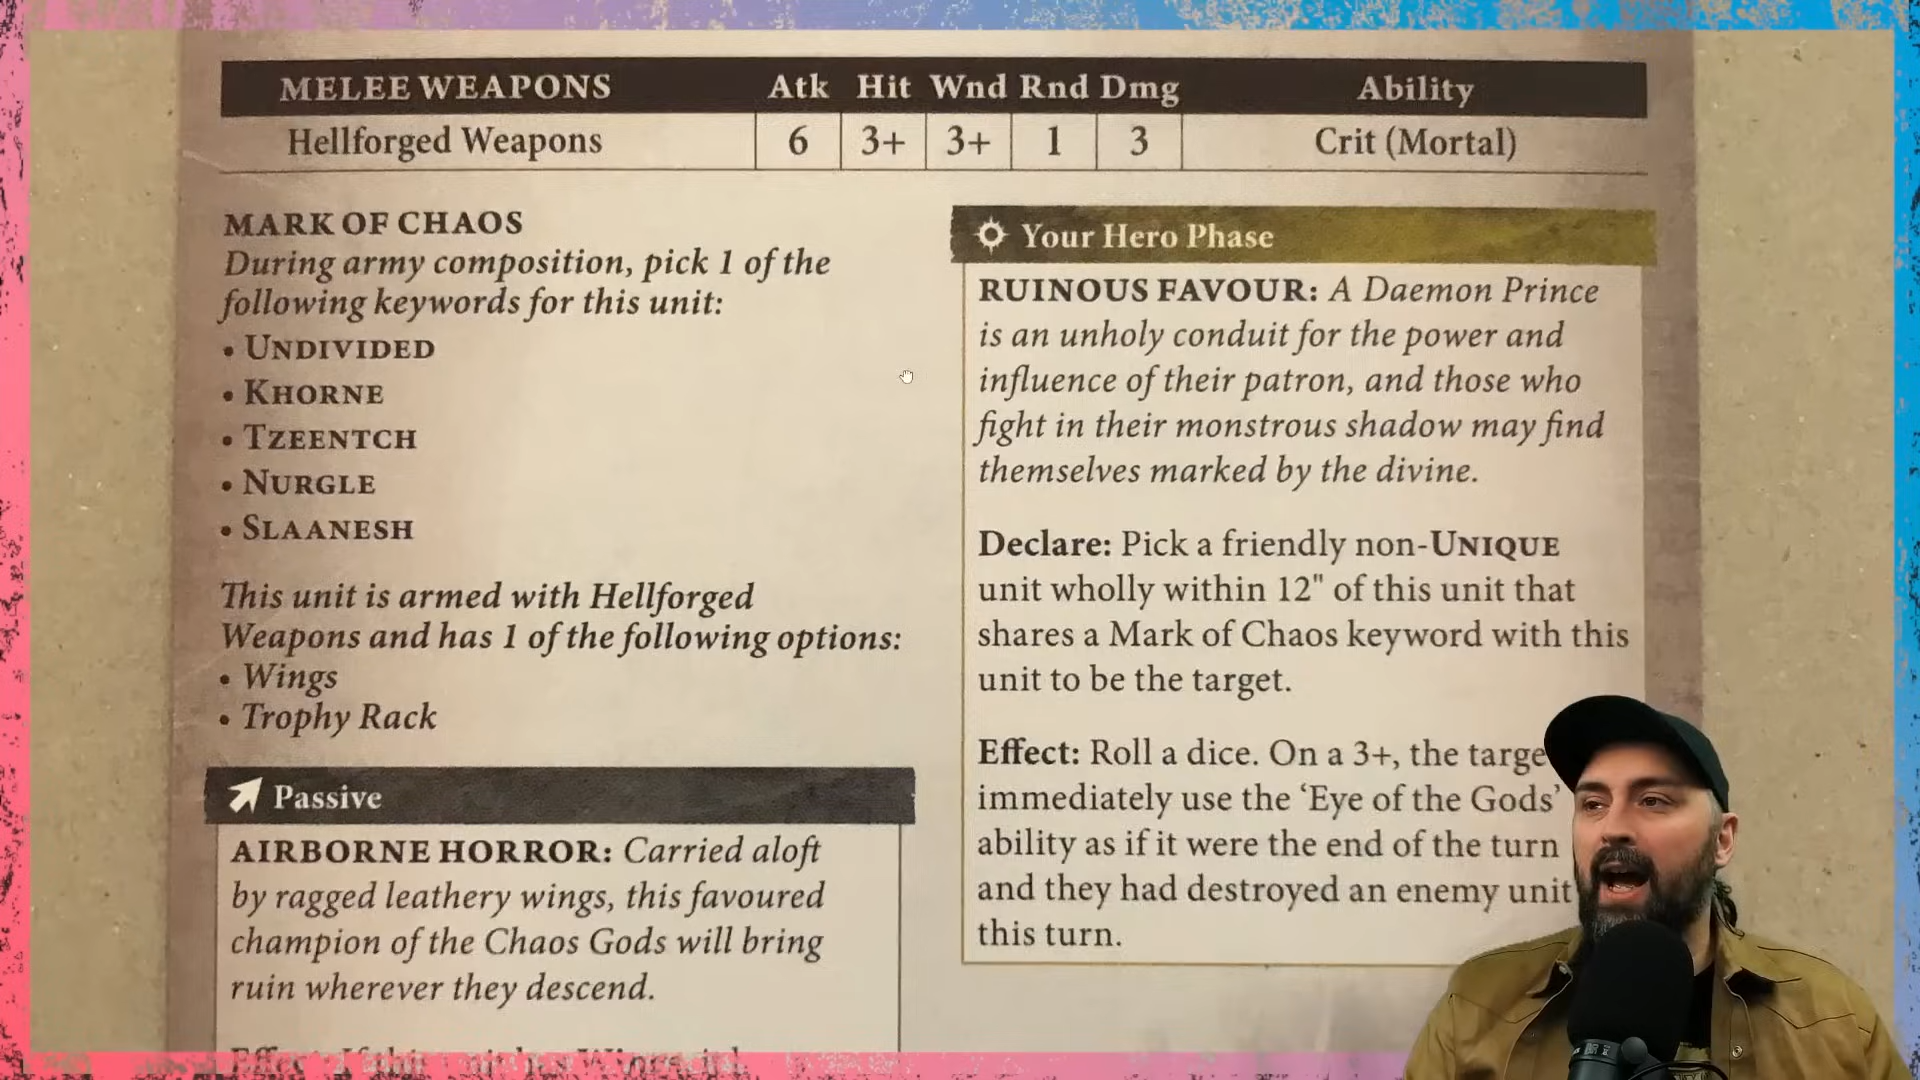 MELEE WEAPONS Atk Hit Wnd Rnd Dmg Ability
Hellforged Weapons 6 3+ 3+ 1 3 Crit (Mortal)
MARK OF CHAOS
During army composition, pick 1 of the
following keywords for this unit:
• UNDIVIDED
• KHORNE
• TZEENTCH
• NURGLE
• SLAANESH
This unit is armed with Hellforged
Weapons and has 1 of the following options:
• Wings
• Trophy Rack
Passive
AIRBORNE HORROR: Carried aloft
by ragged leathery wings, this favoured
champion of the Chaos Gods will bring
ruin wherever they descend.
Your Hero Phase
RUINOUS FAVOUR: A Daemon Prince
is an unholy conduit for the power and
influence of their patron, and those who
fight in their monstrous shadow may find
themselves marked by the divine.
Declare: Pick a friendly non-UNIQUE
unit wholly within 12" of this unit that
shares a Mark of Chaos keyword with this
unit to be the target.
Effect: Roll a dice. On a 3+, the targe
immediately use the ‘Eye of the Gods’
ability as if it were the end of the turn
and they had destroyed an enemy unit
this turn.